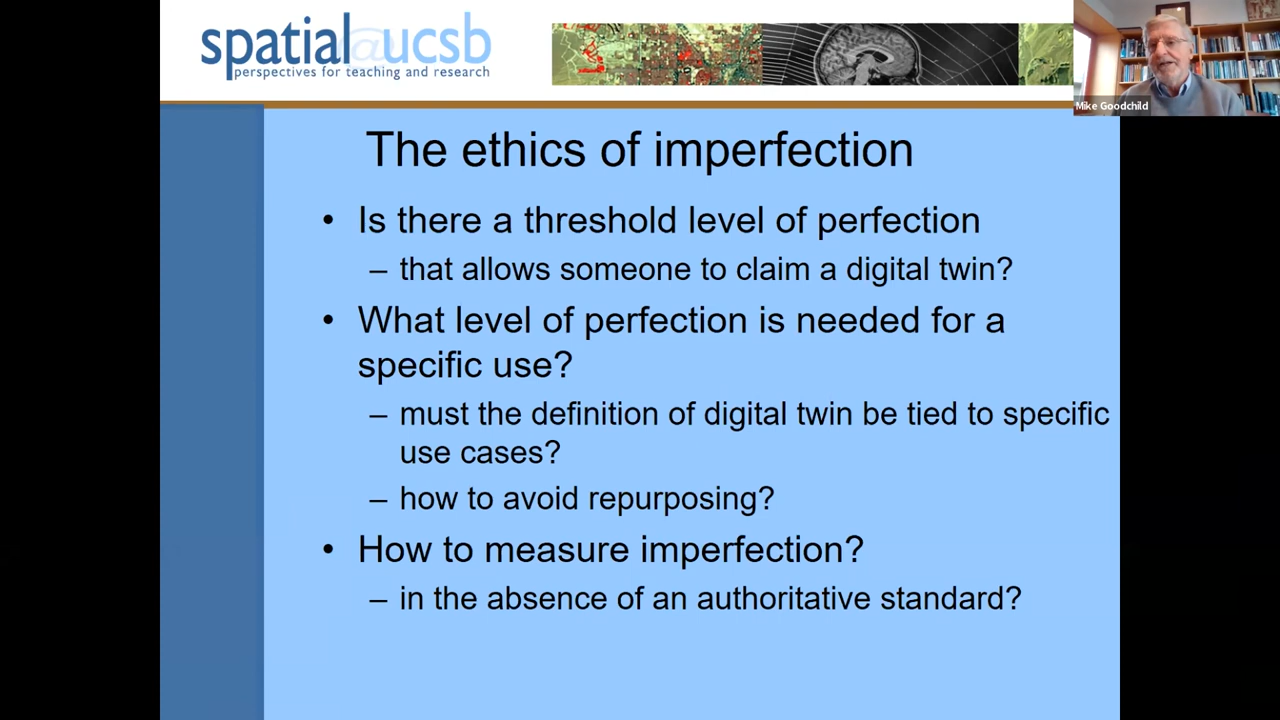 spatial@ucsb
perspectives for teaching and research
Mike Goodchild
The ethics of imperfection
• Is there a threshold level of perfection
– that allows someone to claim a digital twin?
• What level of perfection is needed for a
specific use?
– must the definition of digital twin be tied to specific
use cases?
– how to avoid repurposing?
• How to measure imperfection?
– in the absence of an authoritative standard?